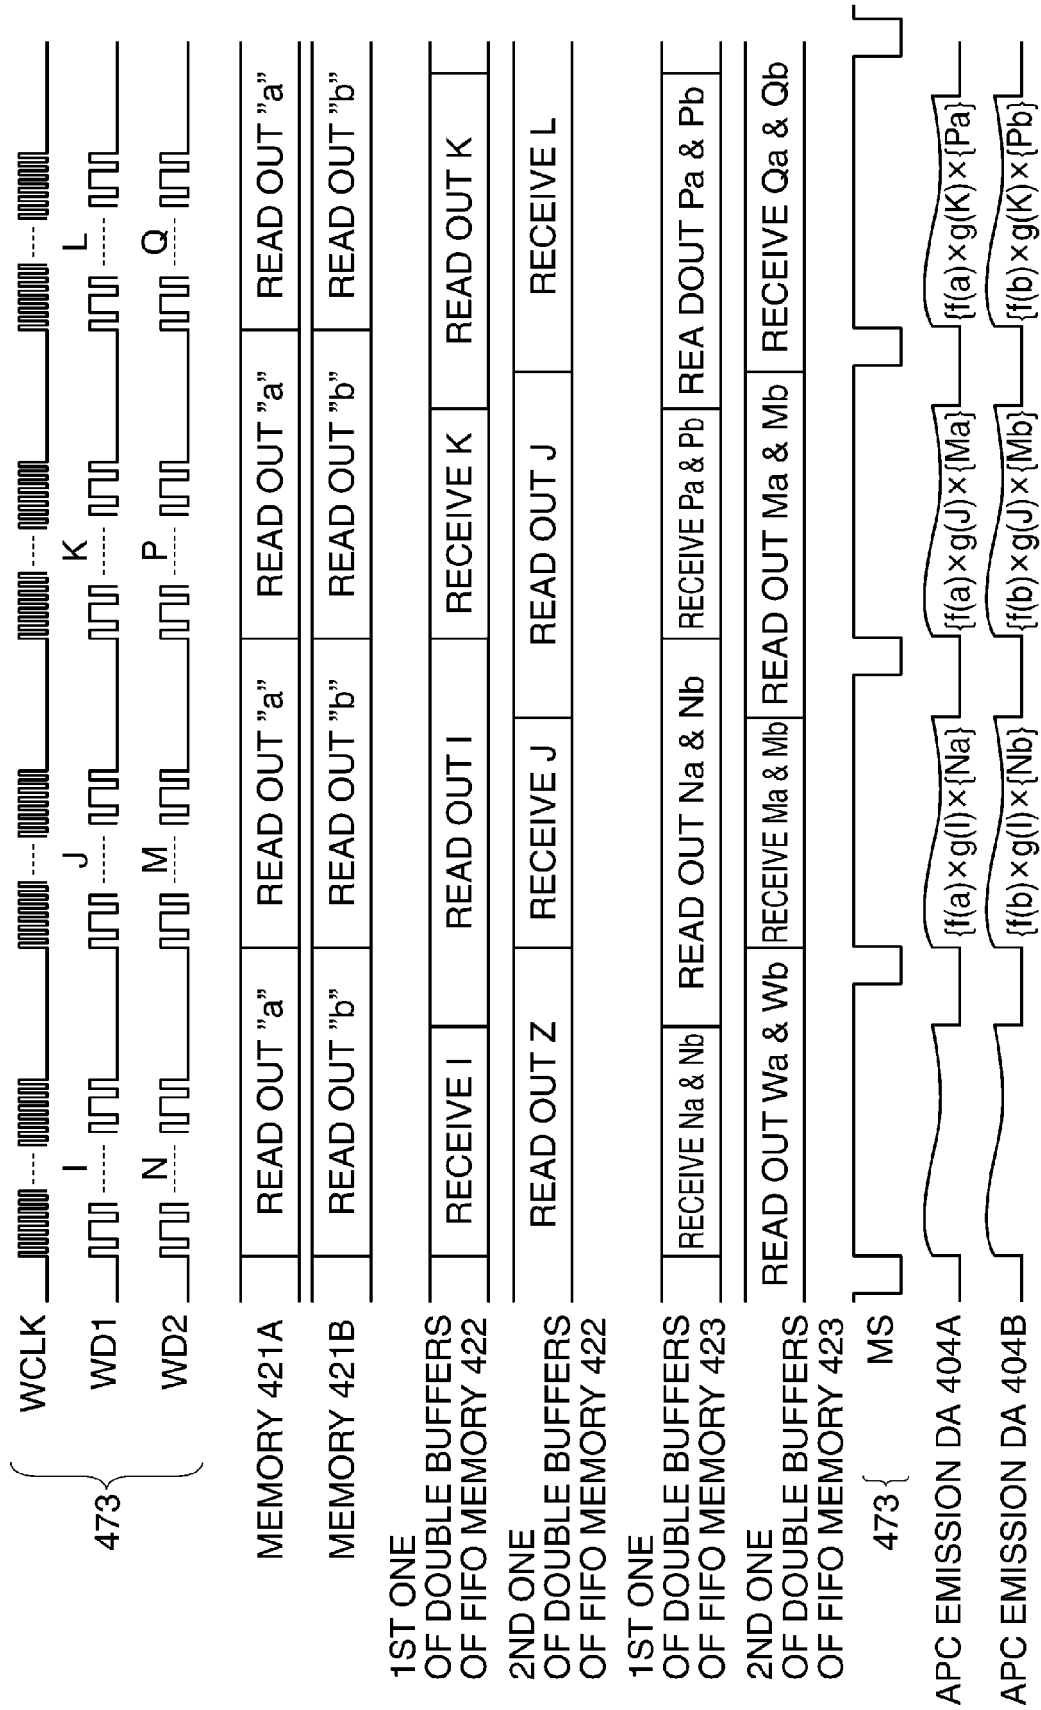 473
WCLK
WD1
I
J
K
L
WD2
N
M
P
Q
MEMORY 421A
READ OUT "a"
READ OUT "a"
READ OUT "a"
READ OUT "a"
MEMORY 421B
READ OUT "b"
READ OUT "b"
READ OUT "b"
READ OUT "b"
1ST ONE
OF DOUBLE BUFFERS
OF FIFO MEMORY 422
RECEIVE I
READ OUT I
RECEIVE K
READ OUT K
2ND ONE
OF DOUBLE BUFFERS
OF FIFO MEMORY 422
READ OUT Z
RECEIVE J
READ OUT J
RECEIVE L
1ST ONE
OF DOUBLE BUFFERS
OF FIFO MEMORY 423
RECEIVE Na & Nb
READ OUT Na & Nb
RECEIVE Pa & Pb
REA DOUT Pa & Pb
2ND ONE
OF DOUBLE BUFFERS
OF FIFO MEMORY 423
READ OUT Wa & Wb
RECEIVE Ma & Mb
READ OUT Ma & Mb
RECEIVE Qa & Qb
473
MS
APC EMISSION DA 404A
{f(a)×g(I)×{Na}
{f(a)×g(J)×{Ma}
{f(a)×g(K)×{Pa}
APC EMISSION DA 404B
{f(b)×g(I)×{Nb}
{f(b)×g(J)×{Mb}
{f(b)×g(K)×{Pb}